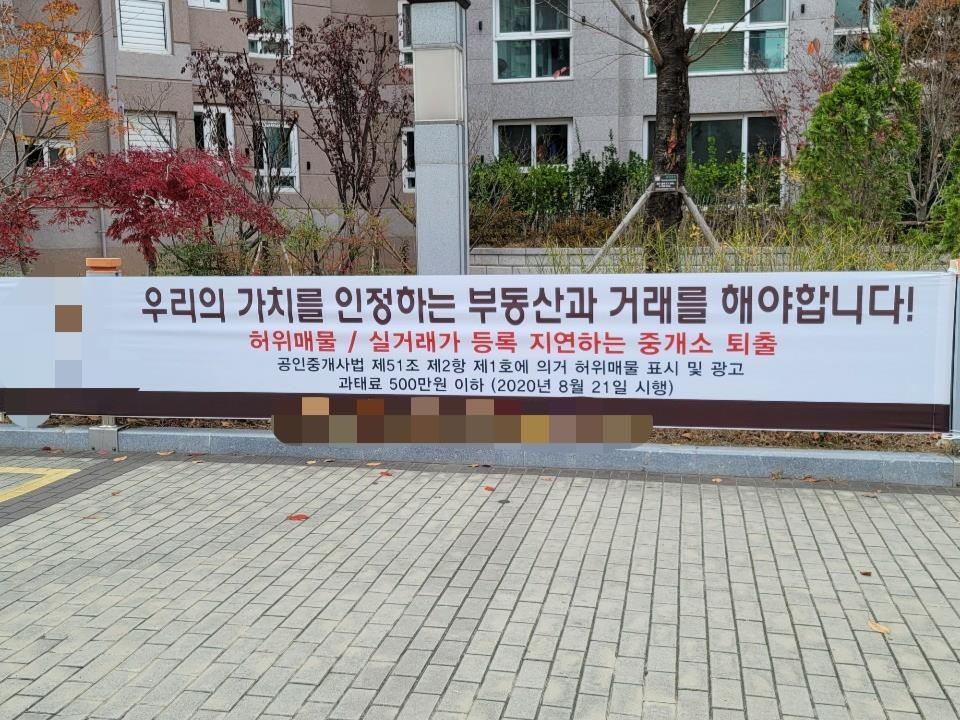 우리의 가치를 인정하는 부동산과 거래를 해야합니다!
허위매물 / 실거래가 등록 지연하는 중개소 퇴출
공인중개사법 제51조 제2항 제1호에 의거 허위매물 표시 및 광고
과태료 500만원 이하 (2020년 8월 21일 시행)